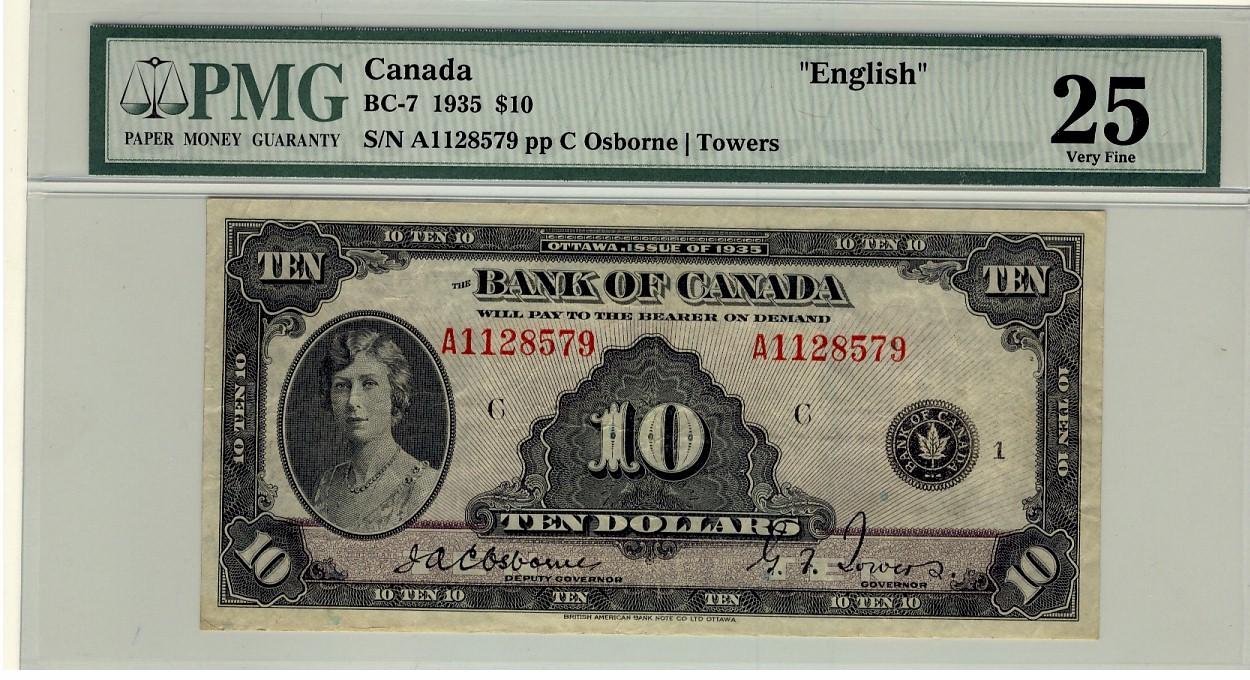 PMG
PAPER MONEY GUARANTY
Canada "English"
BC-7 1935 $10
S/N A1128579 pp C Osborne | Towers
25
Very Fine
10 TEN 10 OTTAWA, ISSUE OF 1935 10 TEN 10
TEN TEN
THE BANK OF CANADA
WILL PAY TO THE BEARER ON DEMAND
A1128579 A1128579
10 TEN 10 10 TEN 10
C C
10
BANK OF CANADA
1
TEN DOLLARS
10 10
J.A.C. Osborne G. F. Towers.
DEPUTY GOVERNOR GOVERNOR
10 TEN 10 TEN TEN 10 TEN 10
BRITISH AMERICAN BANK NOTE CO LTD OTTAWA